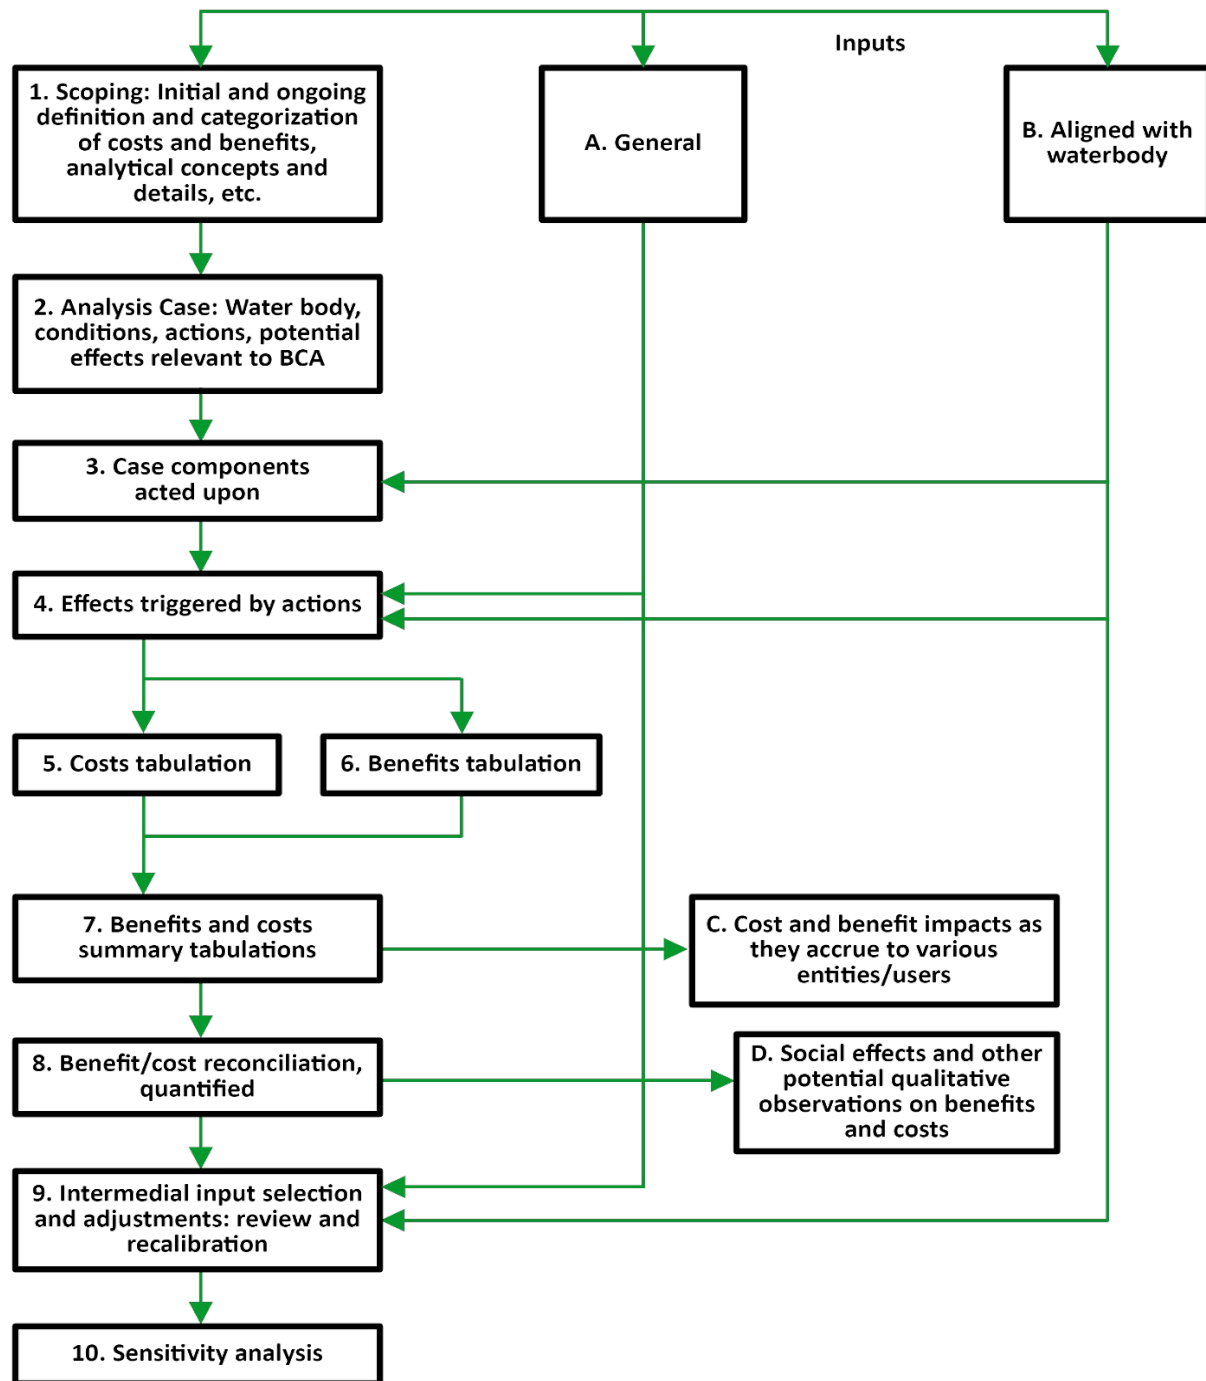 Inputs
1. Scoping: Initial and ongoing
definition and categorization
of costs and benefits,
analytical concepts and
details, etc.
A. General
B. Aligned with
waterbody
2. Analysis Case: Water body,
conditions, actions, potential
effects relevant to BCA
3. Case components
acted upon
4. Effects triggered by actions
5. Costs tabulation
6. Benefits tabulation
7. Benefits and costs
summary tabulations
C. Cost and benefit impacts as
they accrue to various
entities/users
8. Benefit/cost reconciliation,
quantified
D. Social effects and other
potential qualitative
observations on benefits
and costs
9. Intermedial input selection
and adjustments: review and
recalibration
10. Sensitivity analysis